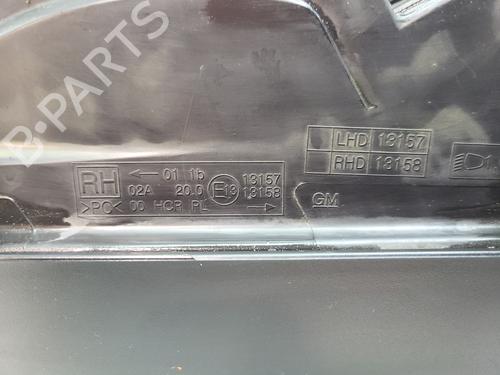 B-PARTS
LHD 13157
RHD 13158
RH ← 01 1b 13157
02A 20.0 E13 13158
>PC< 00 HCR PL →
GM